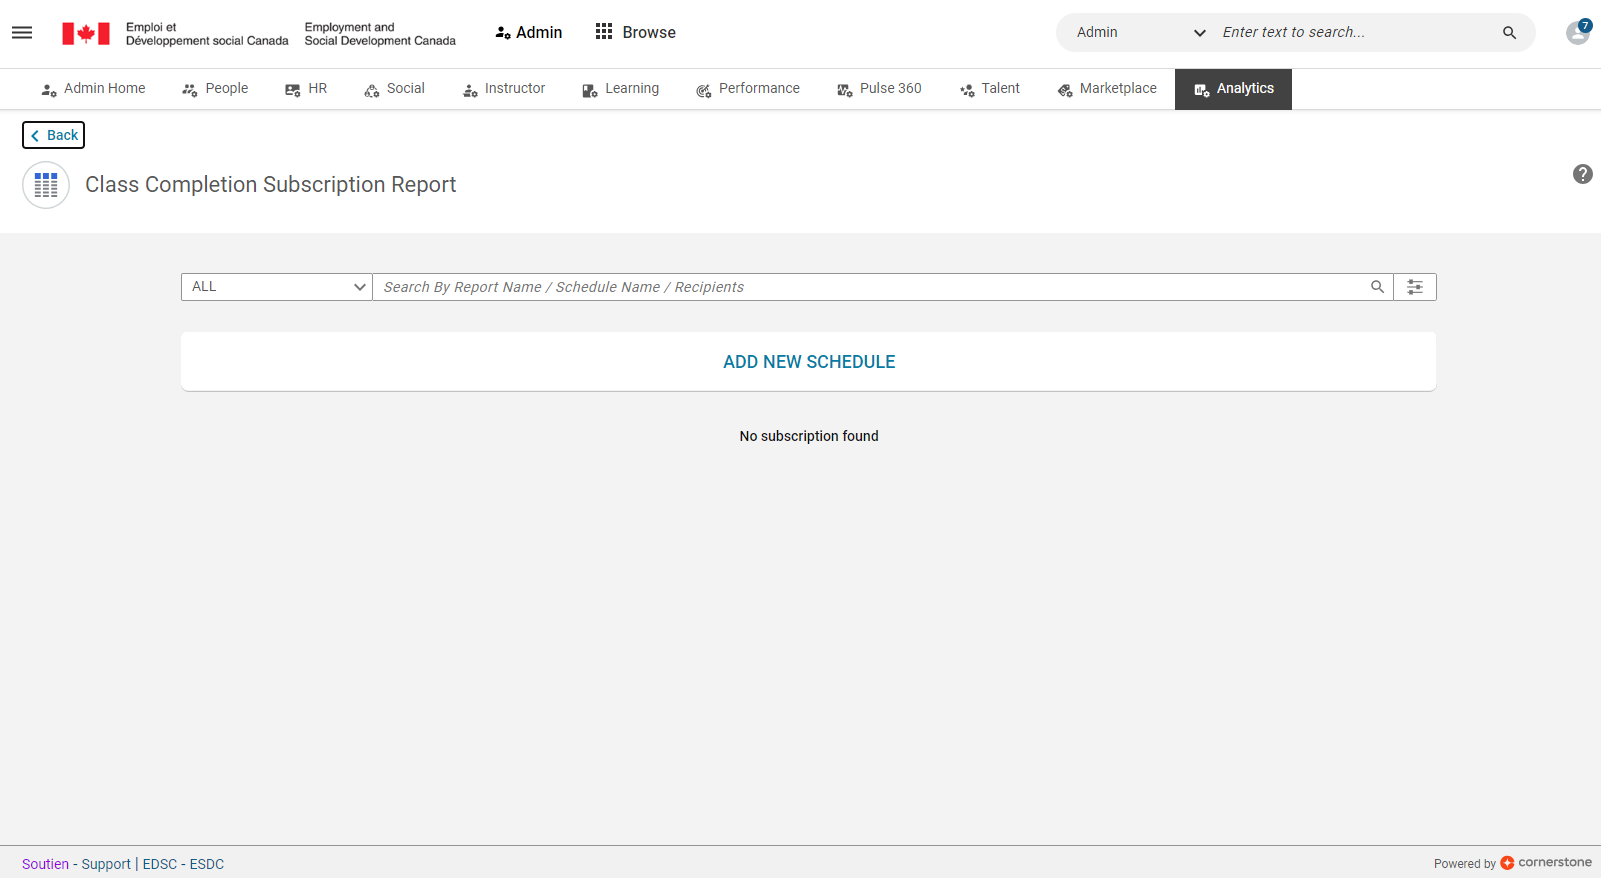 Emploi et
Développement social Canada
Employment and
Social Development Canada
Admin
Browse
Admin
Enter text to search...
7
Admin Home
People
HR
Social
Instructor
Learning
Performance
Pulse 360
Talent
Marketplace
Analytics
Back
Class Completion Subscription Report
?
ALL
Search By Report Name / Schedule Name / Recipients
ADD NEW SCHEDULE
No subscription found
Soutien - Support | EDSC - ESDC
Powered by cornerstone